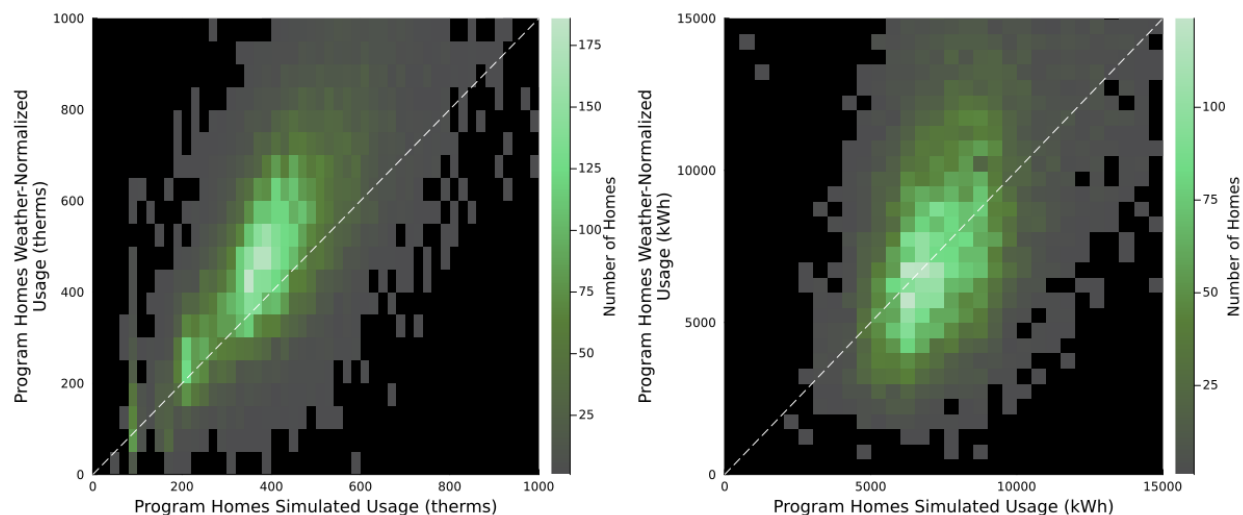 1000
800
600
400
200
0
Program Homes Weather-Normalized
Usage (therms)
0 200 400 600 800 1000
Program Homes Simulated Usage (therms)
175
150
125
100
75
50
25
Number of Homes
15000
10000
5000
0
Program Homes Weather-Normalized
Usage (kWh)
0 5000 10000 15000
Program Homes Simulated Usage (kWh)
100
75
50
25
Number of Homes